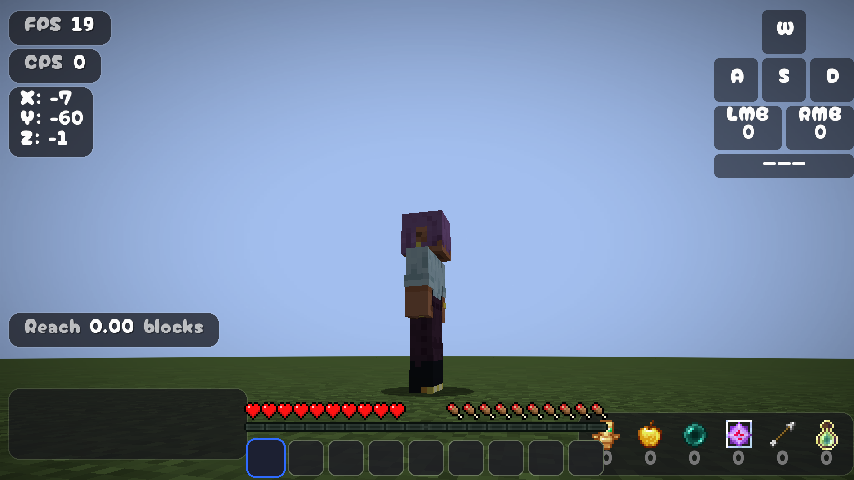 FPS 19
CPS 0
X: -7
Y: -60
Z: -1
W
A S D
LMB RMB
0 0
---
Reach 0.00 blocks
0 0 0 0 0 0